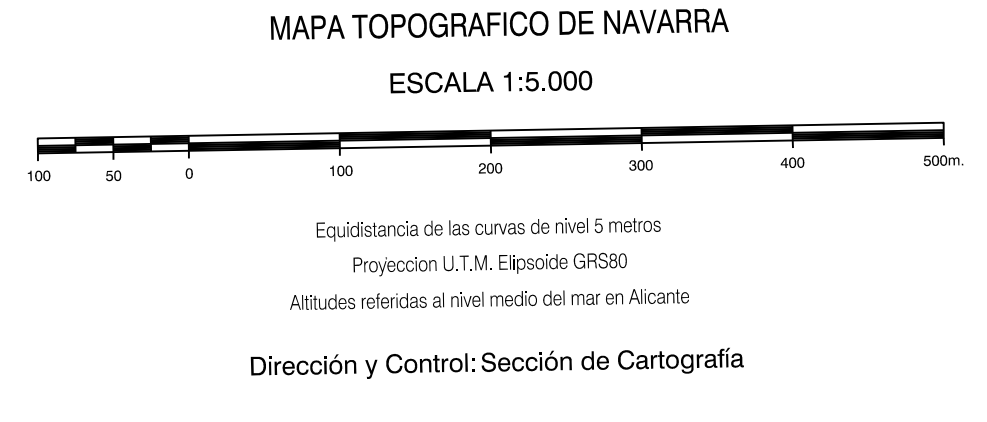 MAPA TOPOGRAFICO DE NAVARRA
ESCALA 1:5.000
100 50 0 100 200 300 400 500m.
Equidistancia de las curvas de nivel 5 metros
Proyeccion U.T.M. Elipsoide GRS80
Altitudes referidas al nivel medio del mar en Alicante
Dirección y Control: Sección de Cartografía